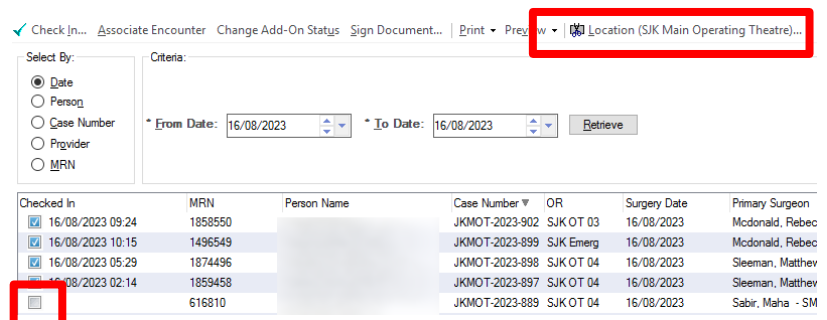 Check In... Associate Encounter Change Add-On Status Sign Document... Print Preview Location (SJK Main Operating Theatre)...
Select By: Criteria:
Date
Person
Case Number * From Date: 16/08/2023 * To Date: 16/08/2023 Retrieve
Provider
MRN
Checked In MRN Person Name Case Number OR Surgery Date Primary Surgeon
16/08/2023 09:24 1858550 JKMOT-2023-902 SJK OT 03 16/08/2023 Mcdonald, Rebec
16/08/2023 10:15 1496549 JKMOT-2023-899 SJK Emerg 16/08/2023 Mcdonald, Rebec
16/08/2023 05:29 1874496 JKMOT-2023-898 SJK OT 04 16/08/2023 Sleeman, Matthew
16/08/2023 02:14 1859458 JKMOT-2023-897 SJK OT 04 16/08/2023 Sleeman, Matthew
616810 JKMOT-2023-889 SJK OT 04 16/08/2023 Sabir, Maha - SM